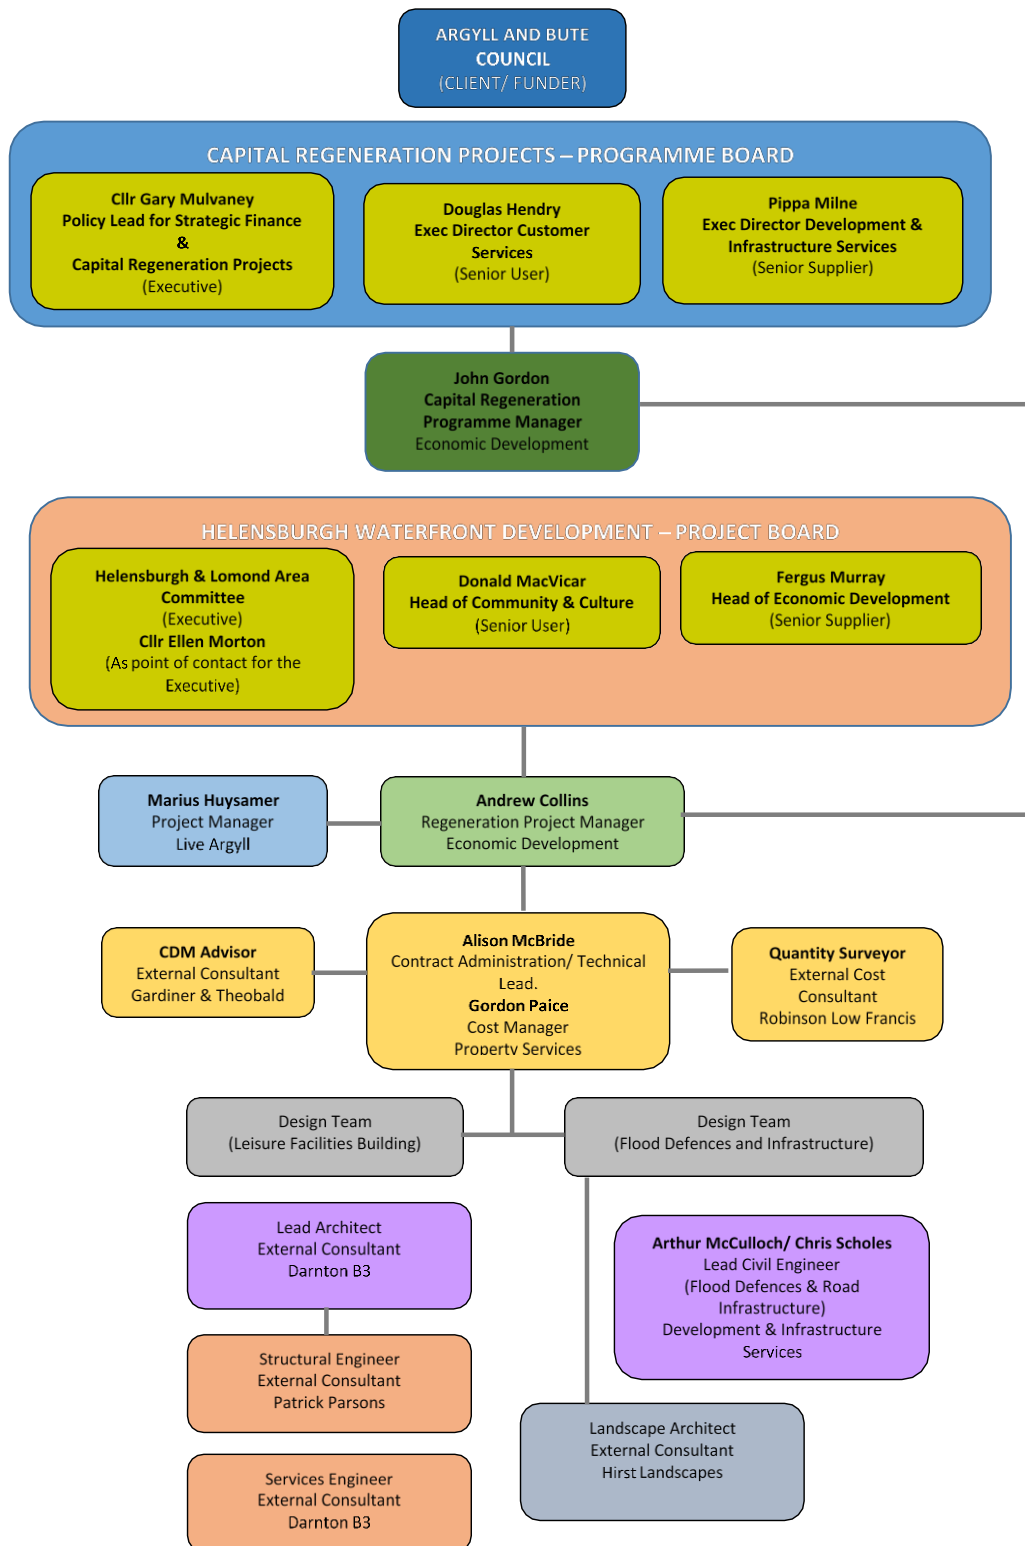 ARGYLL AND BUTE
COUNCIL
(CLIENT/ FUNDER)
CAPITAL REGENERATION PROJECTS – PROGRAMME BOARD
Cllr Gary Mulvaney
Policy Lead for Strategic Finance
&
Capital Regeneration Projects
(Executive)
Douglas Hendry
Exec Director Customer
Services
(Senior User)
Pippa Milne
Exec Director Development &
Infrastructure Services
(Senior Supplier)
John Gordon
Capital Regeneration
Programme Manager
Economic Development
HELENSBURGH WATERFRONT DEVELOPMENT – PROJECT BOARD
Helensburgh & Lomond Area
Committee
(Executive)
Cllr Ellen Morton
(As point of contact for the
Executive)
Donald MacVicar
Head of Community & Culture
(Senior User)
Fergus Murray
Head of Economic Development
(Senior Supplier)
Marius Huysamer
Project Manager
Live Argyll
Andrew Collins
Regeneration Project Manager
Economic Development
CDM Advisor
External Consultant
Gardiner & Theobald
Alison McBride
Contract Administration/ Technical
Lead.
Gordon Paice
Cost Manager
Property Services
Quantity Surveyor
External Cost
Consultant
Robinson Low Francis
Design Team
(Leisure Facilities Building)
Design Team
(Flood Defences and Infrastructure)
Lead Architect
External Consultant
Darnton B3
Arthur McCulloch/ Chris Scholes
Lead Civil Engineer
(Flood Defences & Road
Infrastructure)
Development & Infrastructure
Services
Structural Engineer
External Consultant
Patrick Parsons
Landscape Architect
External Consultant
Hirst Landscapes
Services Engineer
External Consultant
Darnton B3